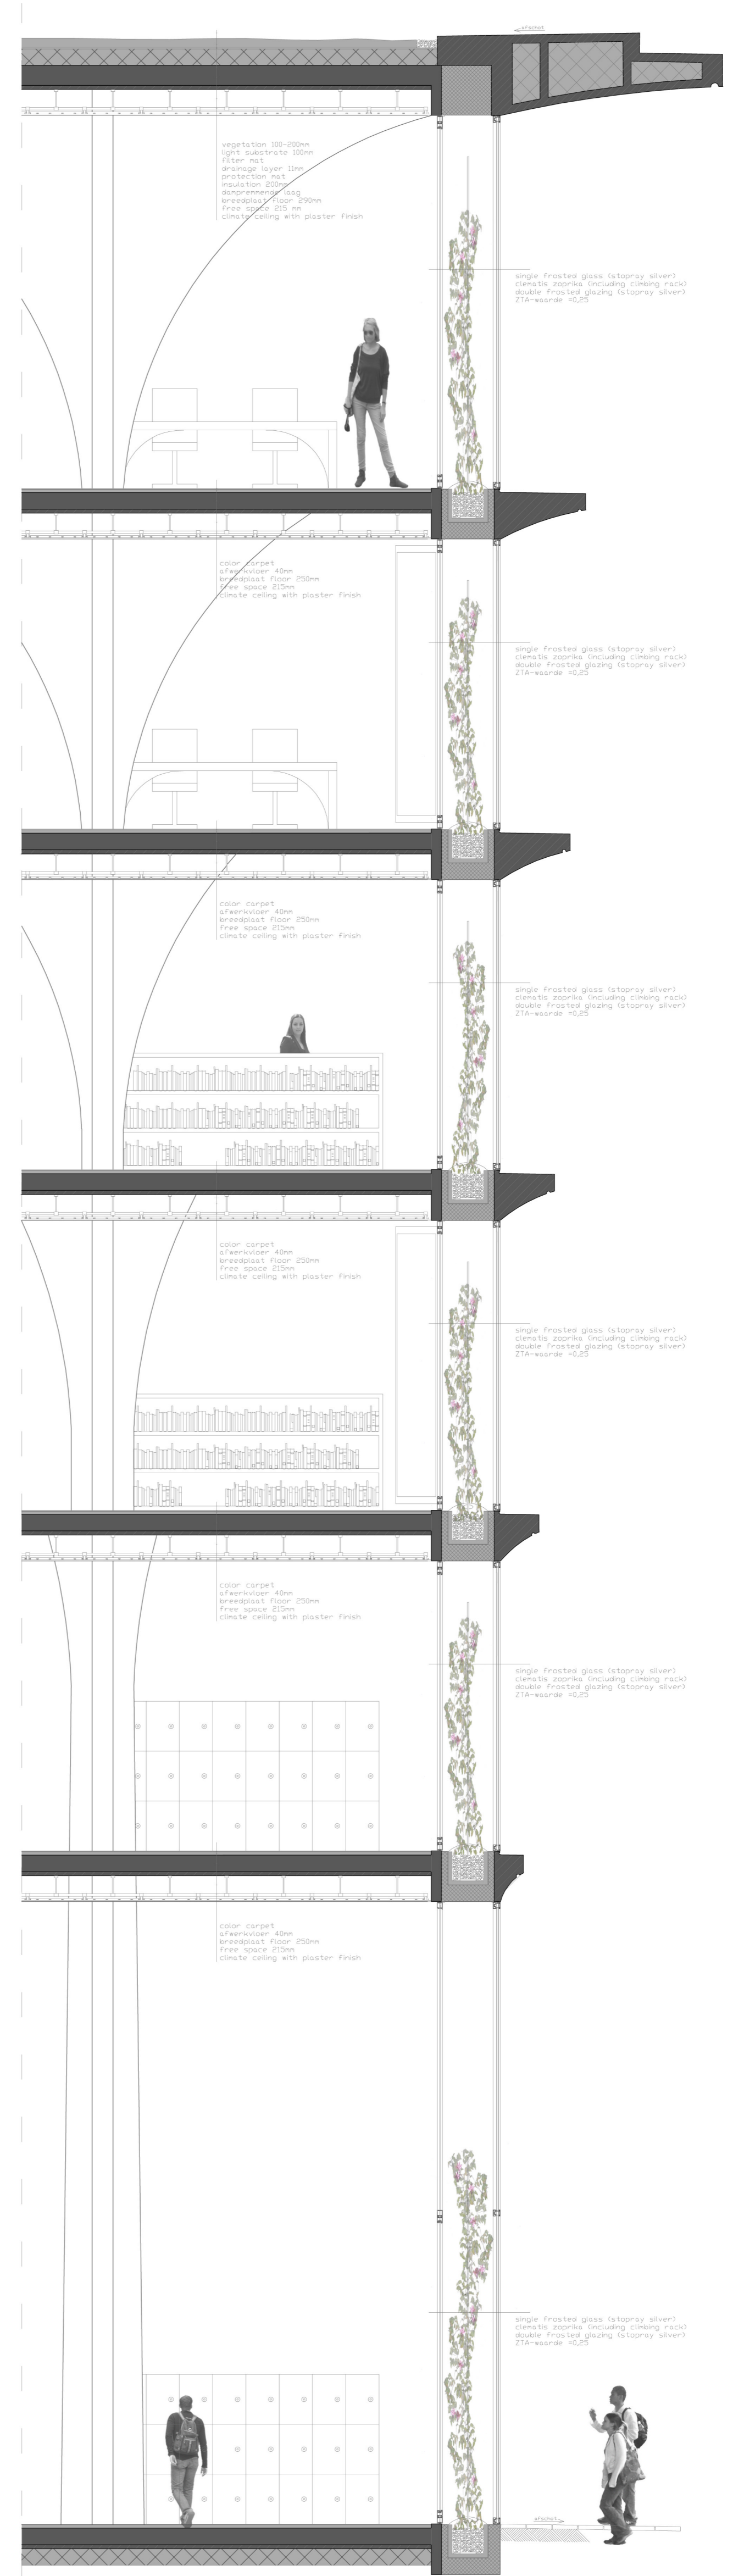 afschot
vegetation 100-200mm
light substrate 100mm
filter mat
drainage layer 11mm
protection mat
insulation 200mm
dampremmende laag
breedplaat floor 290mm
free space 215 mm
climate ceiling with plaster finish
single frosted glass (stopray silver)
clematis zoprika (including climbing rack)
double frosted glazing (stopray silver)
ZTA-waarde =0,25
color carpet
afwerkvloer 40mm
breedplaat floor 250mm
free space 215mm
climate ceiling with plaster finish
single frosted glass (stopray silver)
clematis zoprika (including climbing rack)
double frosted glazing (stopray silver)
ZTA-waarde =0,25
color carpet
afwerkvloer 40mm
breedplaat floor 250mm
free space 215mm
climate ceiling with plaster finish
single frosted glass (stopray silver)
clematis zoprika (including climbing rack)
double frosted glazing (stopray silver)
ZTA-waarde =0,25
color carpet
afwerkvloer 40mm
breedplaat floor 250mm
free space 215mm
climate ceiling with plaster finish
single frosted glass (stopray silver)
clematis zoprika (including climbing rack)
double frosted glazing (stopray silver)
ZTA-waarde =0,25
color carpet
afwerkvloer 40mm
breedplaat floor 250mm
free space 215mm
climate ceiling with plaster finish
single frosted glass (stopray silver)
clematis zoprika (including climbing rack)
double frosted glazing (stopray silver)
ZTA-waarde =0,25
color carpet
afwerkvloer 40mm
breedplaat floor 250mm
free space 215mm
climate ceiling with plaster finish
single frosted glass (stopray silver)
clematis zoprika (including climbing rack)
double frosted glazing (stopray silver)
ZTA-waarde =0,25
afschot